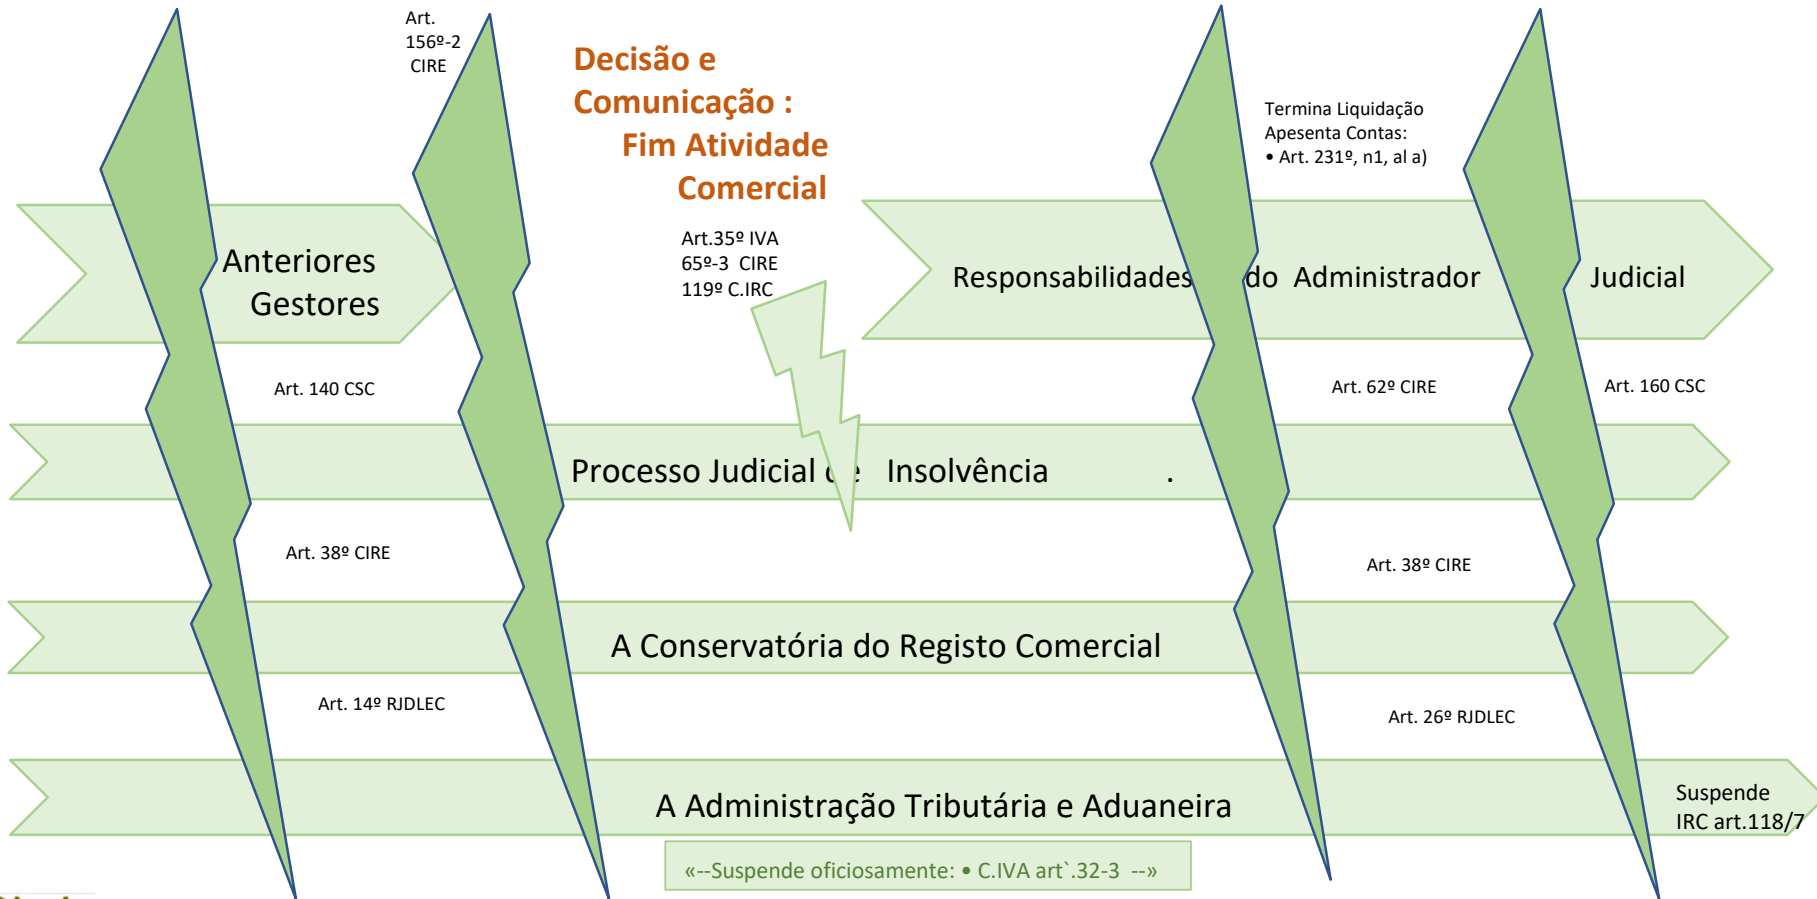 Art.
156º-2
CIRE
Decisão e
Comunicação :
Fim Atividade
Comercial
Termina Liquidação
Apesenta Contas:
• Art. 231º, n1, al a)
Art.35º IVA
65º-3 CIRE
119º C.IRC
Anteriores
Gestores
Responsabilidades do Administrador Judicial
Art. 140 CSC
Art. 62º CIRE
Art. 160 CSC
Processo Judicial de Insolvência .
Art. 38º CIRE
Art. 38º CIRE
A Conservatória do Registo Comercial
Art. 14º RJDLEC
Art. 26º RJDLEC
A Administração Tributária e Aduaneira
Suspende
IRC art.118/7
«--Suspende oficiosamente: • C.IVA art`.32-3 --»